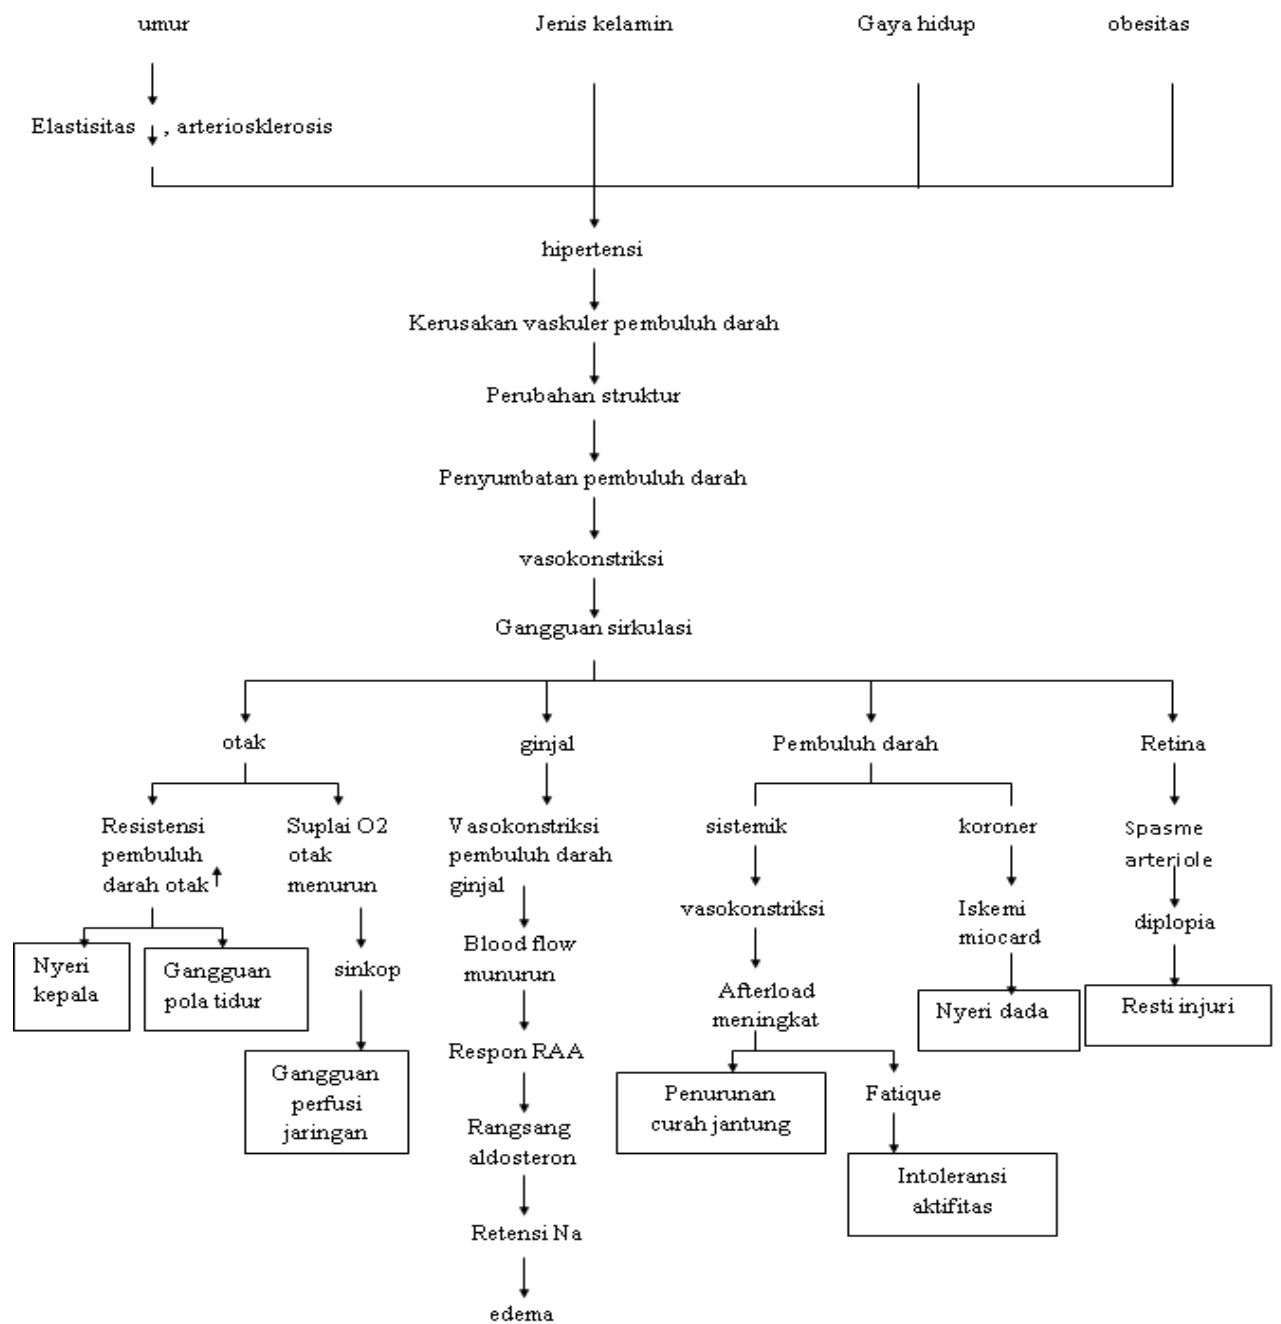 umur
Jenis kelamin
Gaya hidup
obesitas
Elastisitas ↓ , arteriosklerosis
hipertensi
Kerusakan vaskuler pembuluh darah
Perubahan struktur
Penyumbatan pembuluh darah
vasokonstriksi
Gangguan sirkulasi
otak
ginjal
Pembuluh darah
Retina
Resistensi
pembuluh
darah otak ↑
Suplai O2
otak
menurun
Vasokonstriksi
pembuluh darah
ginjal
sistemik
koroner
Spasme
arteriole
vasokonstriksi
Iskemi
miocard
diplopia
Nyeri
kepala
Gangguan
pola tidur
sinkop
Blood flow
munurun
Afterload
meningkat
Nyeri dada
Resti injuri
Gangguan
perfusi
jaringan
Respon RAA
Penurunan
curah jantung
Fatique
Rangsang
aldosteron
Intoleransi
aktifitas
Retensi Na
edema